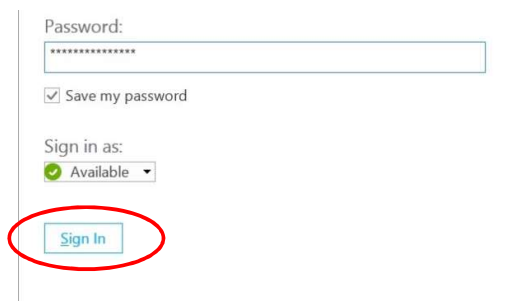 Password:
***************
Save my password
Sign in as:
Available
Sign In